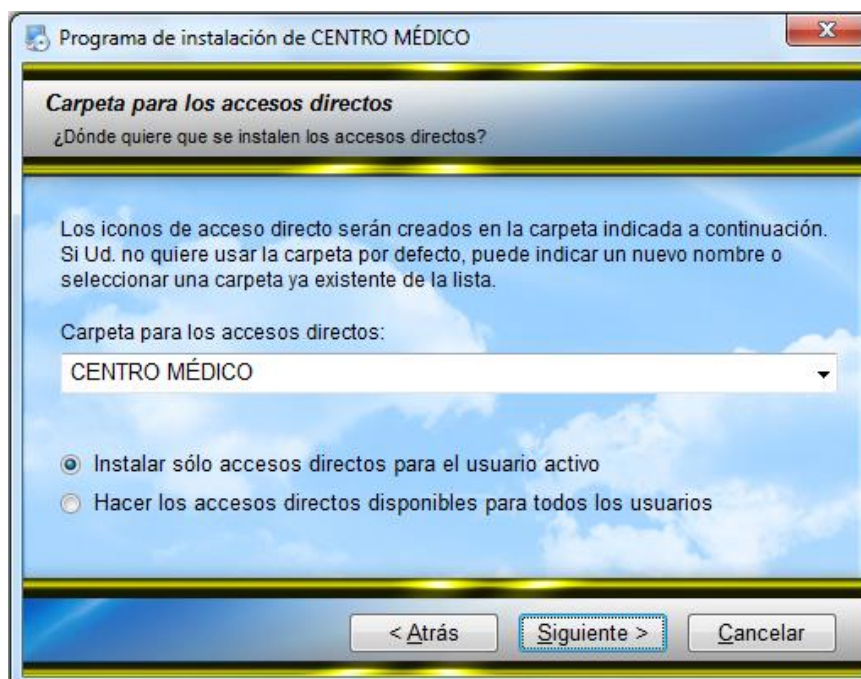 Programa de instalación de CENTRO MÉDICO
Carpeta para los accesos directos
¿Dónde quiere que se instalen los accesos directos?
Los iconos de acceso directo serán creados en la carpeta indicada a continuación.
Si Ud. no quiere usar la carpeta por defecto, puede indicar un nuevo nombre o
seleccionar una carpeta ya existente de la lista.
Carpeta para los accesos directos:
CENTRO MÉDICO
Instalar sólo accesos directos para el usuario activo
Hacer los accesos directos disponibles para todos los usuarios
< Atrás Siguiente > Cancelar